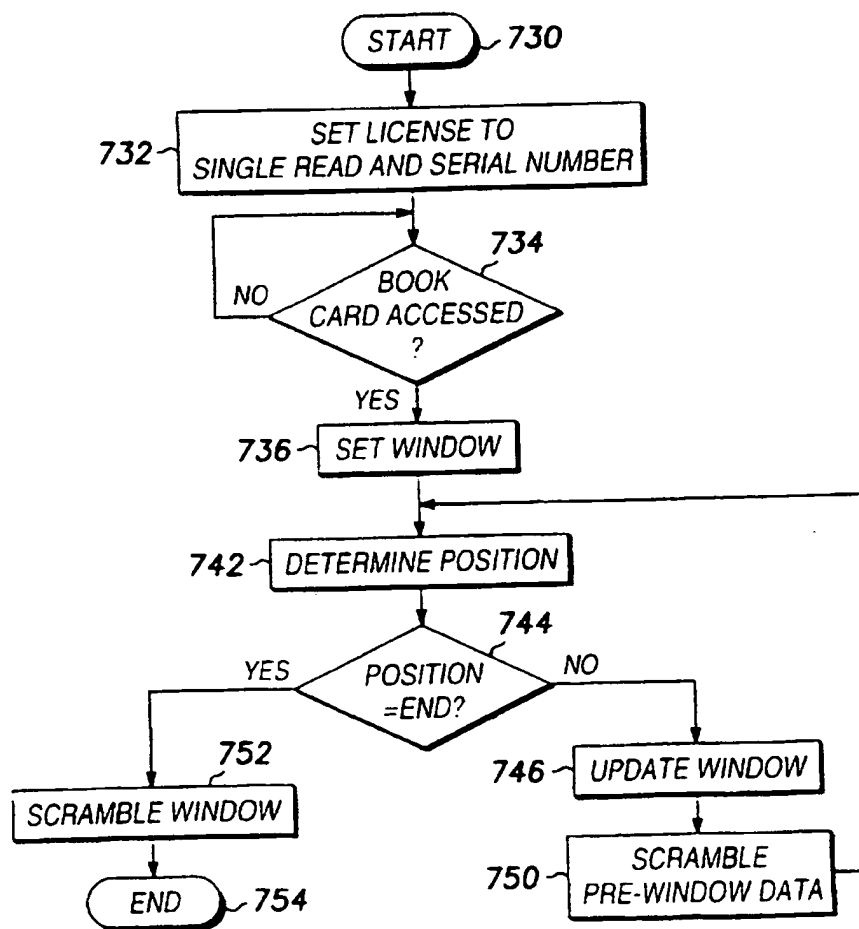 START
730
732
SET LICENSE TO
SINGLE READ AND SERIAL NUMBER
734
BOOK
CARD ACCESSED
?
NO
YES
736
SET WINDOW
742
DETERMINE POSITION
744
POSITION
=END?
YES
NO
752
SCRAMBLE WINDOW
746
UPDATE WINDOW
750
SCRAMBLE
PRE-WINDOW DATA
END
754